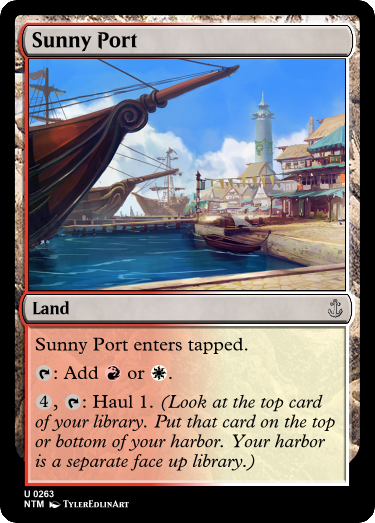 Sunny Port
Land
Sunny Port enters tapped.
: Add or .
4, : Haul 1. (Look at the top card
of your library. Put that card on the top
or bottom of your harbor. Your harbor
is a separate face up library.)
U 0263
NTM TylerEdlinArt